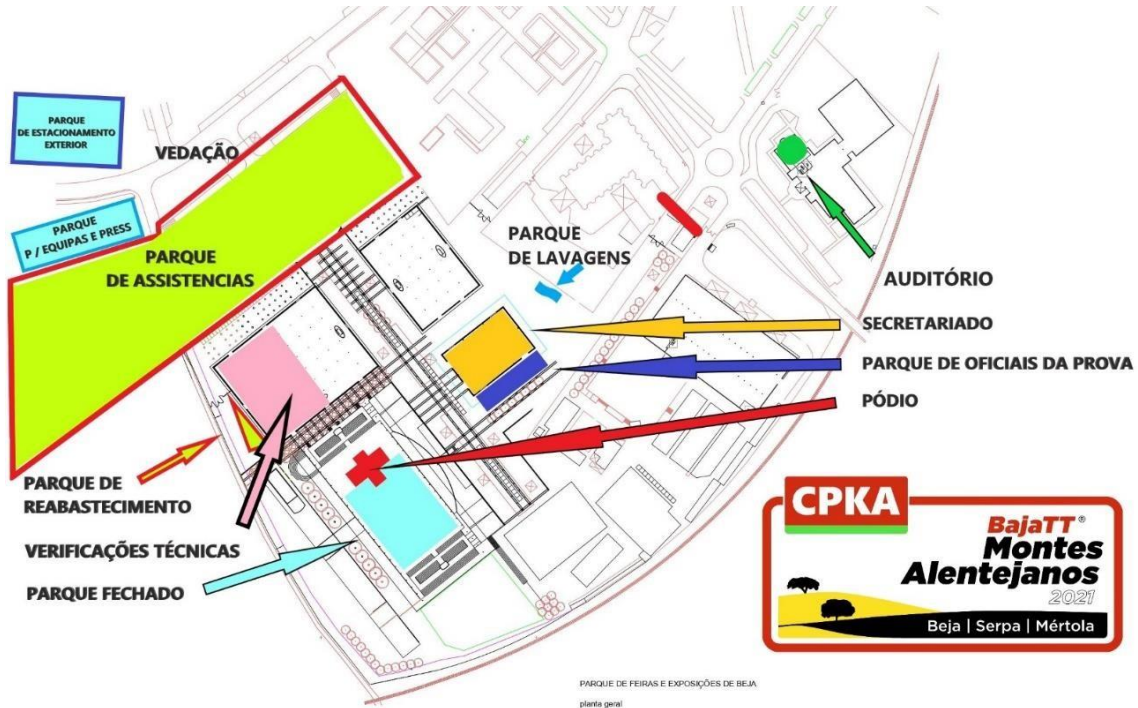 PARQUE
DE ESTACIONAMENTO
EXTERIOR
VEDAÇÃO
PARQUE
P / EQUIPAS E PRESS
PARQUE
DE ASSISTENCIAS
PARQUE
DE LAVAGENS
AUDITÓRIO
SECRETARIADO
PARQUE DE OFICIAIS DA PROVA
PÓDIO
PARQUE DE
REABASTECIMENTO
VERIFICAÇÕES TÉCNICAS
PARQUE FECHADO
CPKA
BajaTT®
Montes
Alentejanos
2021
Beja | Serpa | Mértola
PARQUE DE FEIRAS E EXPOSIÇÕES DE BEJA
planta geral